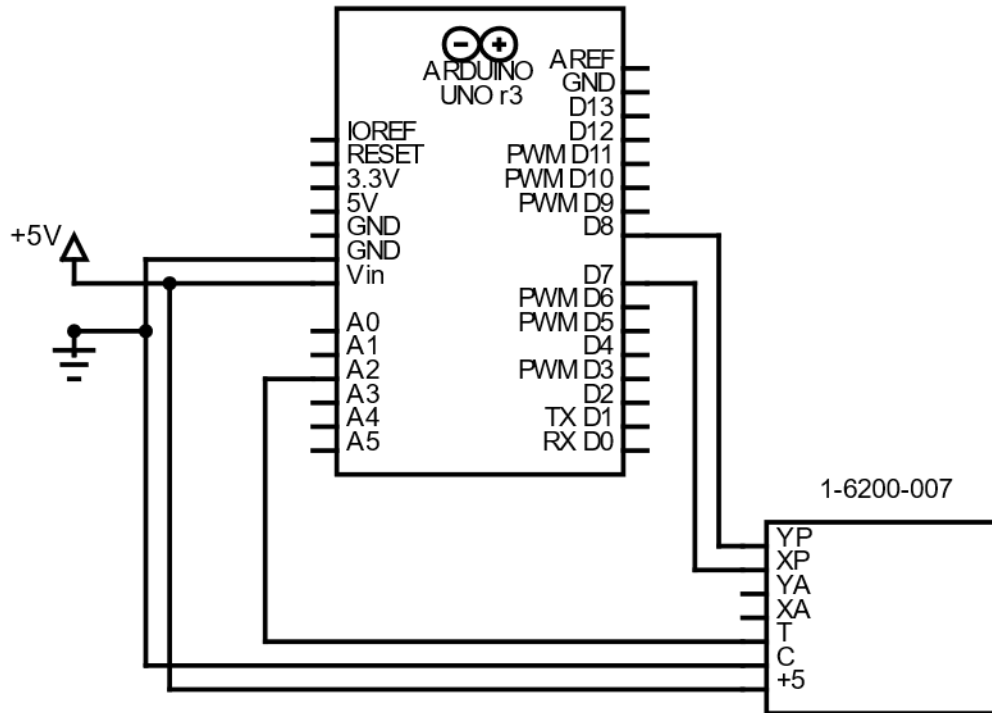 ARDUINO
UNO r3
IOREF
RESET
3.3V
5V
GND
GND
Vin
A0
A1
A2
A3
A4
A5
AREF
GND
D13
D12
PWM D11
PWM D10
PWM D9
D8
D7
PWM D6
PWM D5
D4
PWM D3
D2
TX D1
RX D0
+5V
1-6200-007
YP
XP
YA
XA
T
C
+5